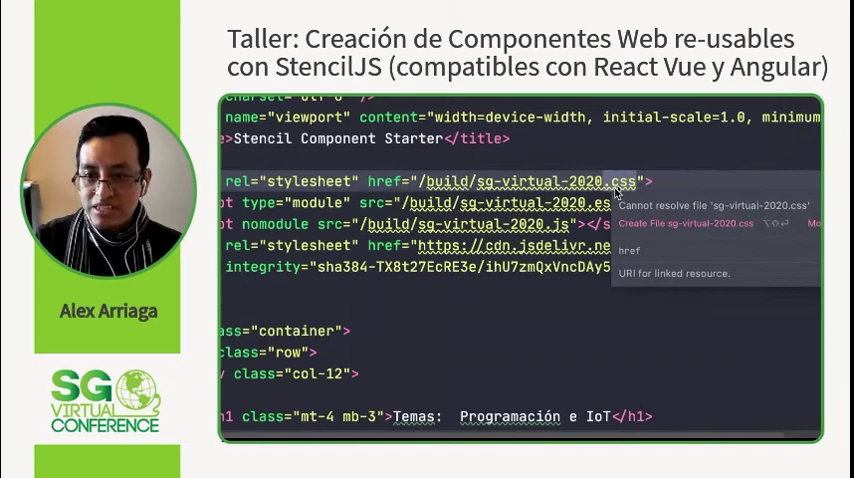 Taller: Creación de Componentes Web re-usables
con StencilJS (compatibles con React Vue y Angular)
name="viewport" content="width=device-width, initial-scale=1.0, minimum
e>Stencil Component Starter</title>
rel="stylesheet" href="/build/sg-virtual-2020.css">
pt type="module" src="/build/sg-virtual-2020.es
Cannot resolve file 'sg-virtual-2020.css'
pt nomodule src="/build/sg-virtual-2020.js"></s
Create File sg-virtual-2020.css ⌥⇧⏎ Mo
rel="stylesheet" href="https://cdn.jsdelivr.ne
href
integrity="sha384-TX8t27EcRE3e/ihU7zmQxVncDAy5
URI for linked resource.
Alex Arriaga
ass="container">
class="row">
class="col-12">
h1 class="mt-4 mb-3">Temas: Programación e IoT</h1>
SG
VIRTUAL
CONFERENCE